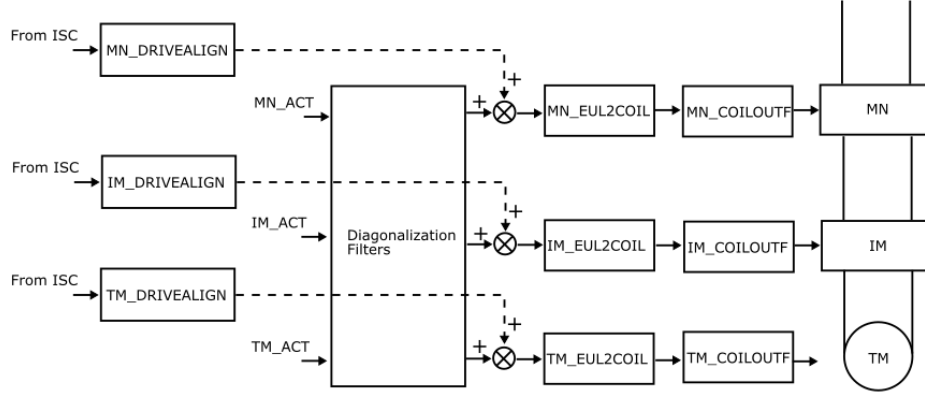 From ISC
MN_DRIVEALIGN
+
MN_ACT
+
MN_EUL2COIL
MN_COILOUTF
MN
From ISC
IM_DRIVEALIGN
+
IM_ACT
Diagonalization
Filters
+
IM_EUL2COIL
IM_COILOUTF
IM
From ISC
TM_DRIVEALIGN
+
TM_ACT
+
TM_EUL2COIL
TM_COILOUTF
TM